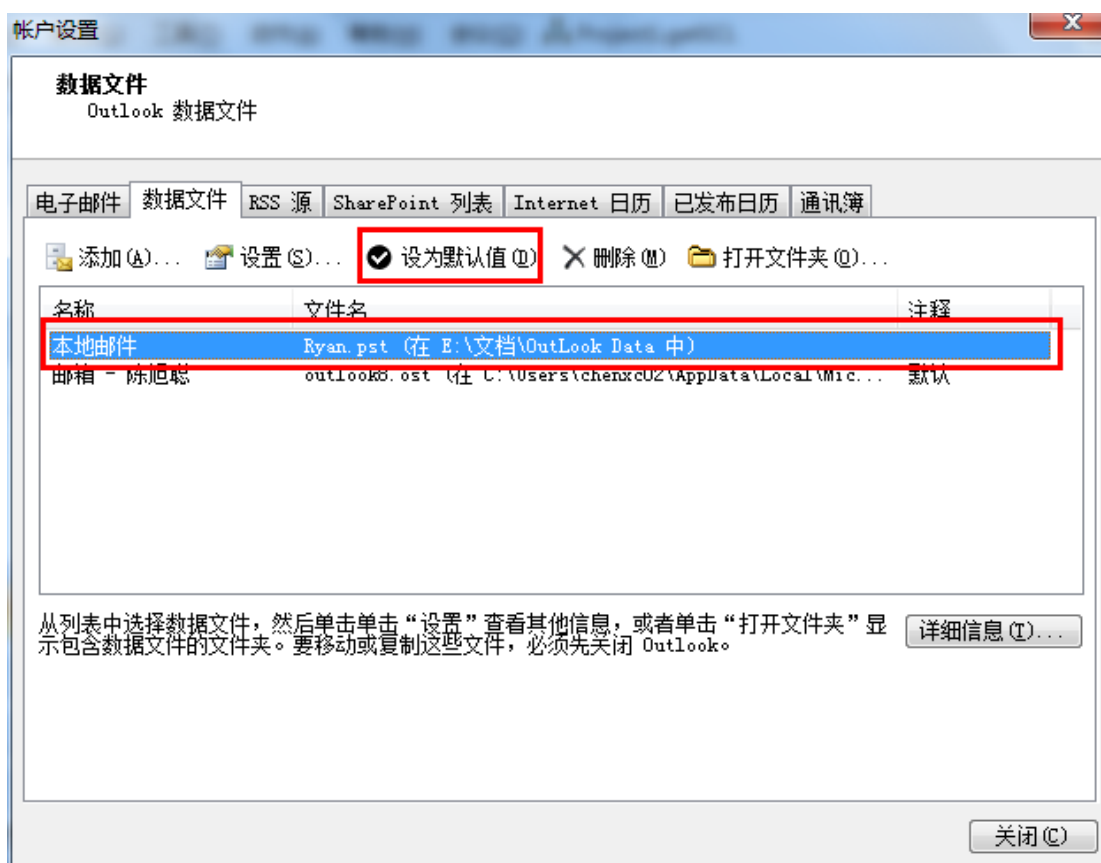 帐户设置
数据文件
Outlook 数据文件
电子邮件 数据文件 RSS 源 SharePoint 列表 Internet 日历 已发布日历 通讯簿
添加(A)... 设置(S)... 设为默认值(D) 删除(M) 打开文件夹(O)...
名称 文件名 注释
本地邮件 Ryan.pst (在 E:\文档\OutLook Data 中)
邮箱 - 陈旭聪 outlook8.ost (在 C:\Users\chenxc02\AppData\Local\Mic... 默认
从列表中选择数据文件，然后单击单击“设置”查看其他信息，或者单击“打开文件夹”显
示包含数据文件的文件夹。要移动或复制这些文件，必须先关闭 Outlook。
详细信息(T)...
关闭(C)